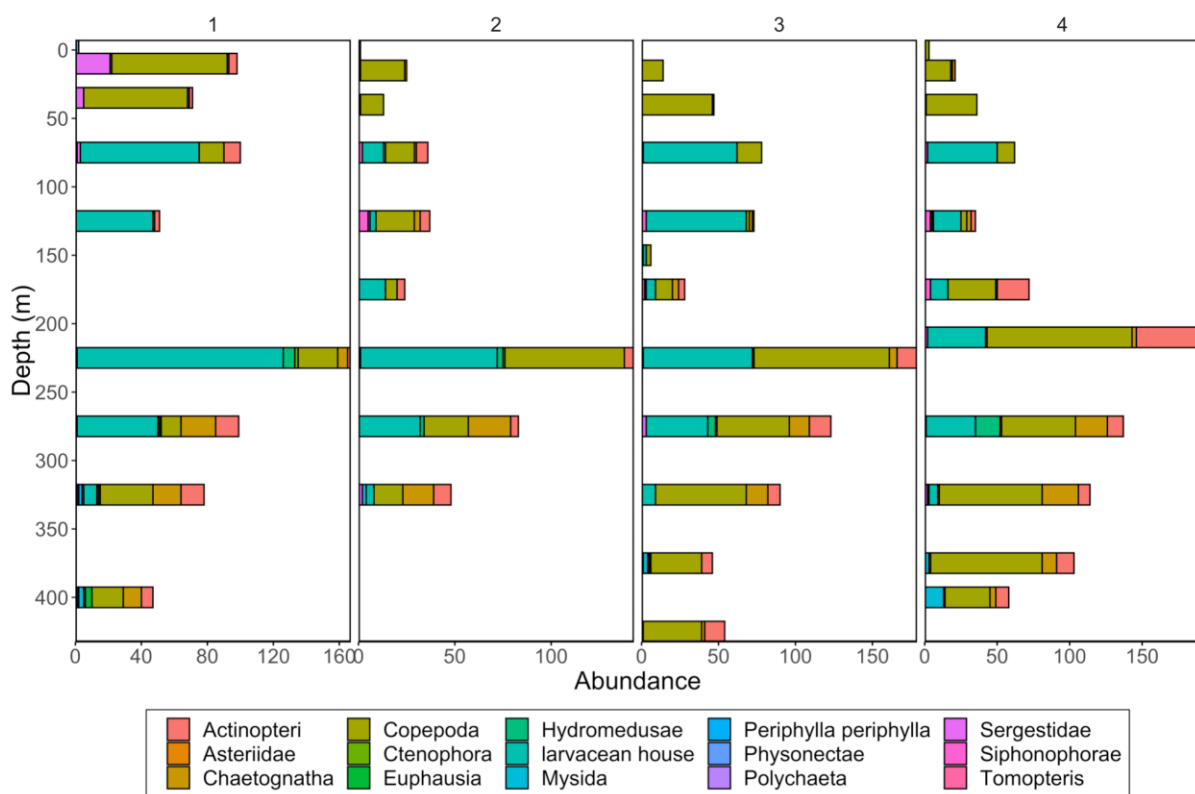 1 2 3 4
0
50
100
150
200
250
300
350
400
Depth (m)
0 40 80 120 160 0 50 100 0 50 100 150 0 50 100 150
Abundance
Actinopteri Copepoda Hydromedusae Periphylla periphylla Sergestidae
Asteriidae Ctenophora larvacean house Physonectae Siphonophorae
Chaetognatha Euphausia Mysida Polychaeta Tomopteris